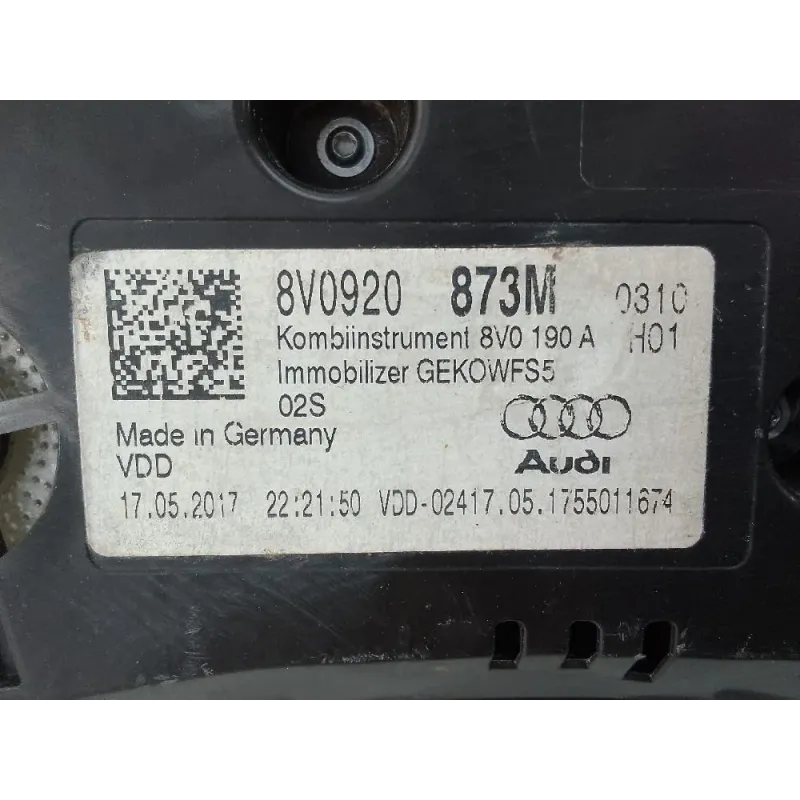 8V0920 873M 0310
Kombiinstrument 8V0 190 A H01
Immobilizer GEKOWFS5
02S
Made in Germany
VDD
Audi
17.05.2017 22:21:50 VDD-02417.05.1755011674